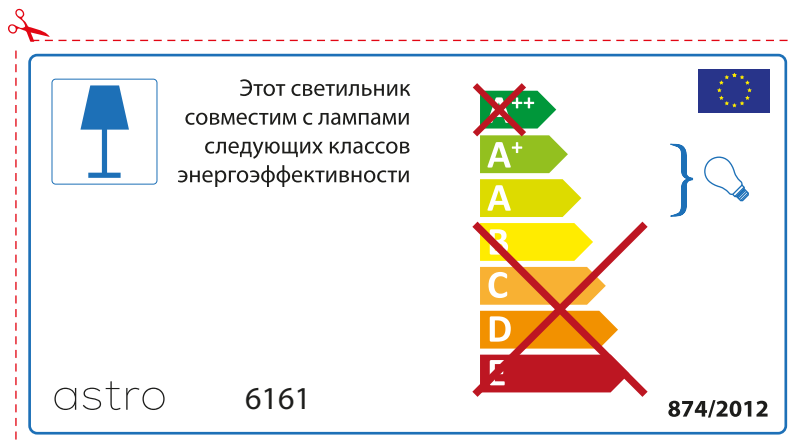 Этот светильник
совместим с лампами
следующих классов
энергоэффективности
A++
A+
A
B
C
D
E
astro
6161
874/2012